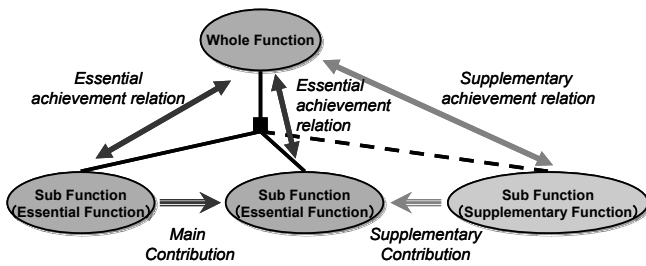 Whole Function
Essential
achievement relation
Essential
achievement
relation
Supplementary
achievement relation
Sub Function
(Essential Function)
Sub Function
(Essential Function)
Sub Function
(Supplementary Function)
Main
Contribution
Supplementary
Contribution